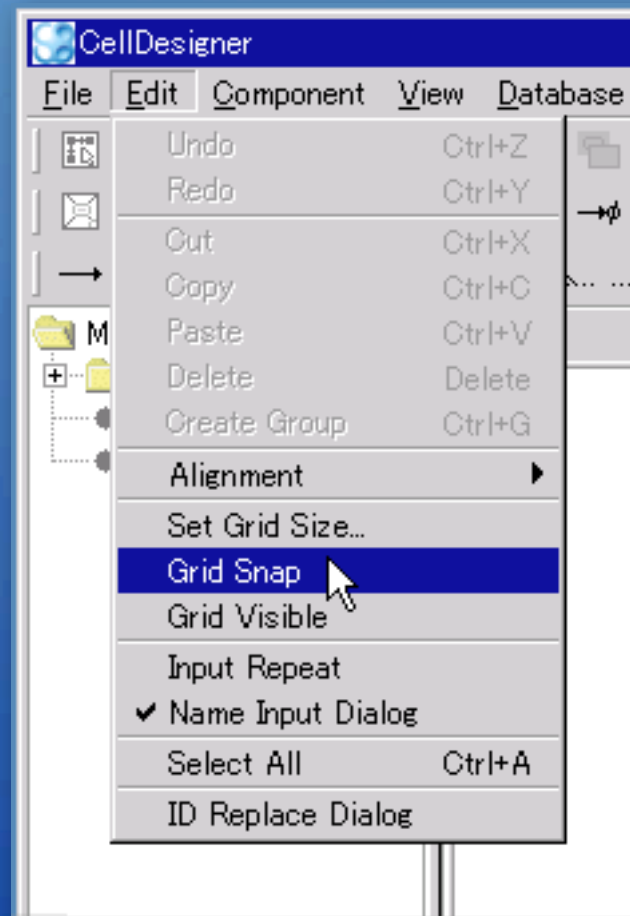 CellDesigner
File Edit Component View Database
Undo Ctrl+Z
Redo Ctrl+Y
Cut Ctrl+X
Copy Ctrl+C
Paste Ctrl+V
Delete Delete
Create Group Ctrl+G
Alignment
Set Grid Size...
Grid Snap
Grid Visible
Input Repeat
Name Input Dialog
Select All Ctrl+A
ID Replace Dialog